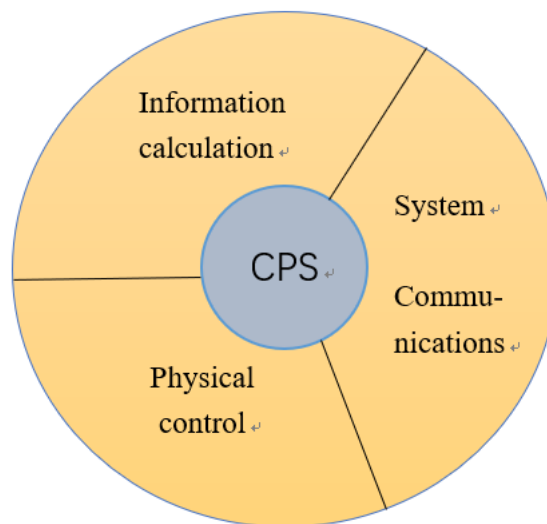 Information
calculation
System
CPS
Commu-
nications
Physical
control